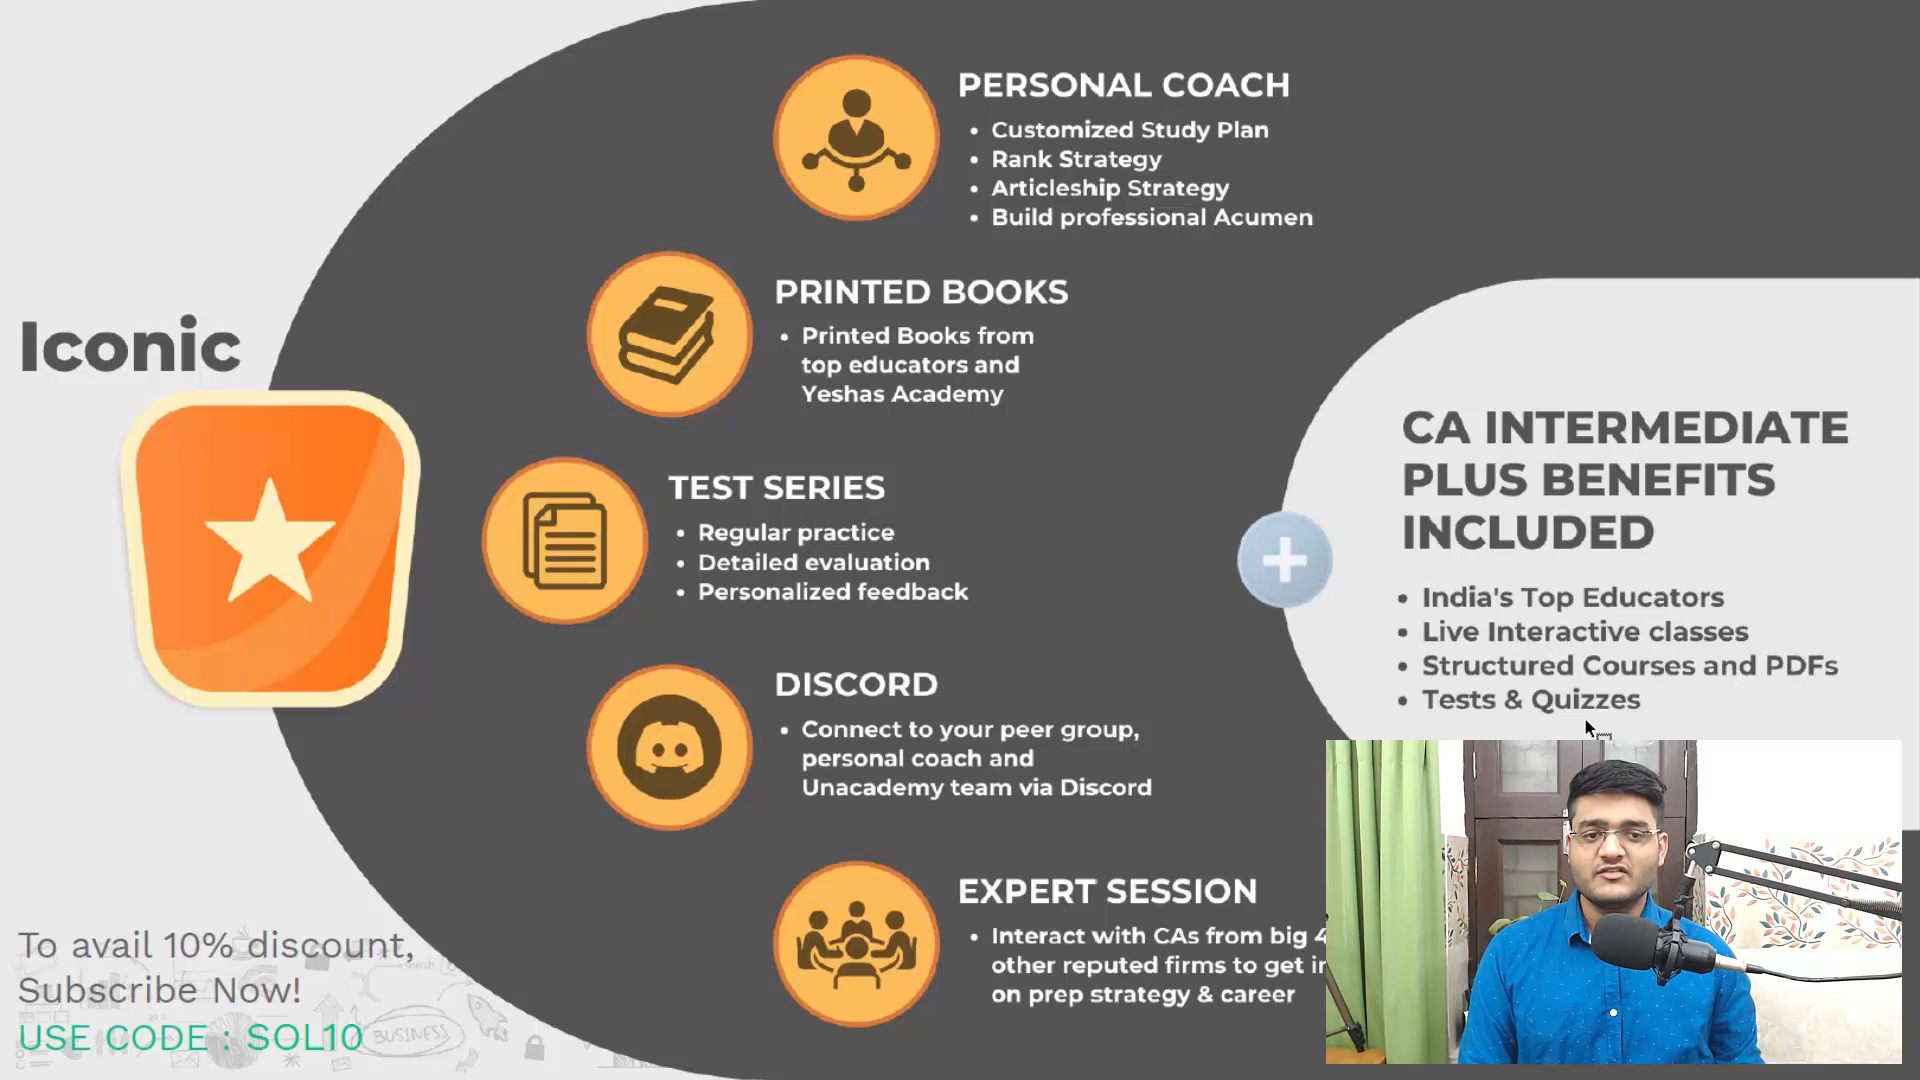 Iconic
PERSONAL COACH
• Customized Study Plan
• Rank Strategy
• Articleship Strategy
• Build professional Acumen
PRINTED BOOKS
• Printed Books from
top educators and
Yeshas Academy
TEST SERIES
• Regular practice
• Detailed evaluation
• Personalized feedback
DISCORD
• Connect to your peer group,
personal coach and
Unacademy team via Discord
EXPERT SESSION
• Interact with CAs from big 4
other reputed firms to get in
on prep strategy & career
CA INTERMEDIATE
PLUS BENEFITS
INCLUDED
• India's Top Educators
• Live Interactive classes
• Structured Courses and PDFs
• Tests & Quizzes
To avail 10% discount,
Subscribe Now!
USE CODE : SOL10
BUSINESS